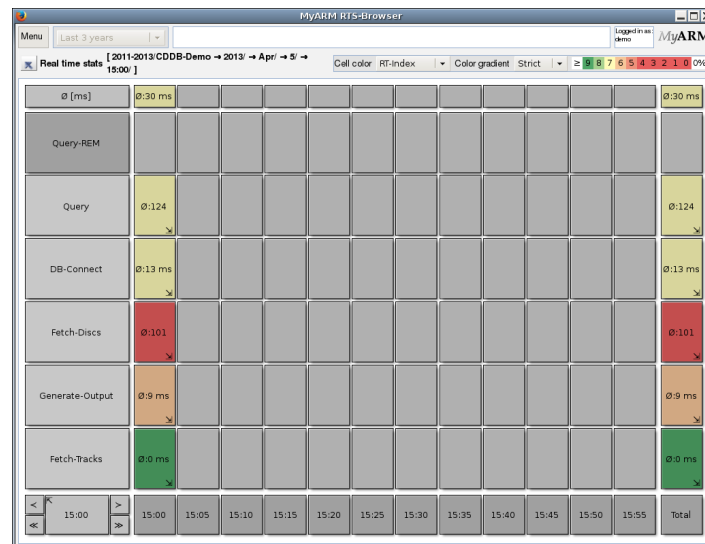 MyARM RTS-Browser
Menu Last 3 years
Logged in as:
demo
MyARM
Real time stats [ 2011-2013/CDDB-Demo → 2013/ → Apr/ → 5/ →
15:00/ ]
Cell color RT-Index Color gradient Strict ≥ 9 8 7 6 5 4 3 2 1 0 0%
Ø [ms] Ø:30 ms Ø:30 ms
Query-REM
Query Ø:124 Ø:124
DB-Connect Ø:13 ms Ø:13 ms
Fetch-Discs Ø:101 Ø:101
Generate-Output Ø:9 ms Ø:9 ms
Fetch-Tracks Ø:0 ms Ø:0 ms
< > ≪ ≫ 15:00 15:00 15:05 15:10 15:15 15:20 15:25 15:30 15:35 15:40 15:45 15:50 15:55 Total